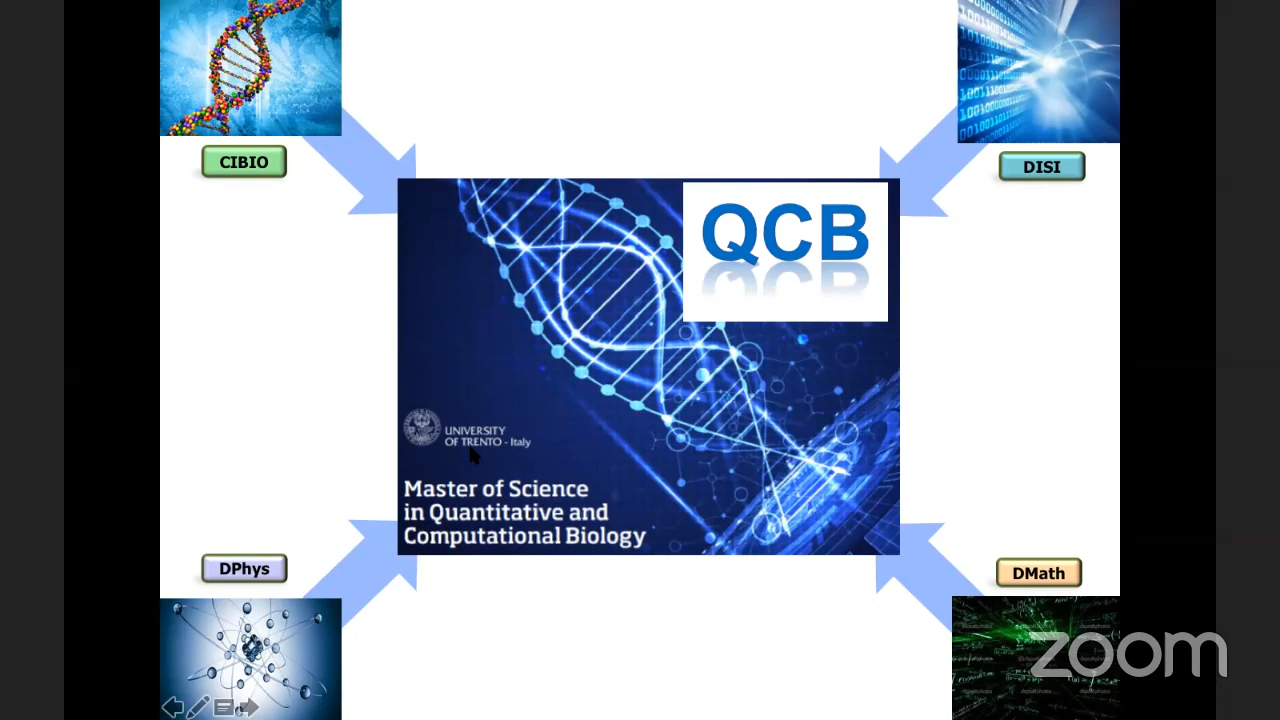 CIBIO
DISI
QCB
UNIVERSITY
OF TRENTO - Italy
Master of Science
in Quantitative and
Computational Biology
DPhys
DMath
zoom